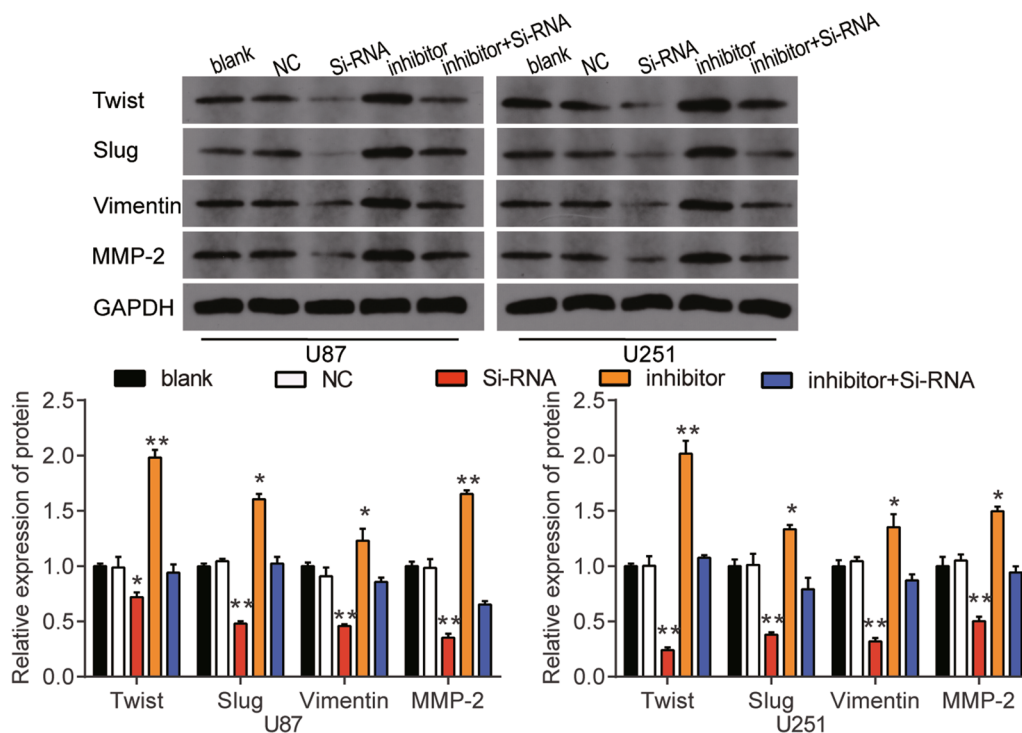 blank NC Si-RNA inhibitor inhibitor+Si-RNA blank NC Si-RNA inhibitor inhibitor+Si-RNA
Twist
Slug
Vimentin
MMP-2
GAPDH
U87 U251
blank NC Si-RNA inhibitor inhibitor+Si-RNA
Relative expression of protein
2.5
2.0
1.5
1.0
0.5
0.0
** * * ** * ** ** **
Twist Slug Vimentin MMP-2
U87
Relative expression of protein
2.5
2.0
1.5
1.0
0.5
0.0
** * * * ** ** ** **
Twist Slug Vimentin MMP-2
U251